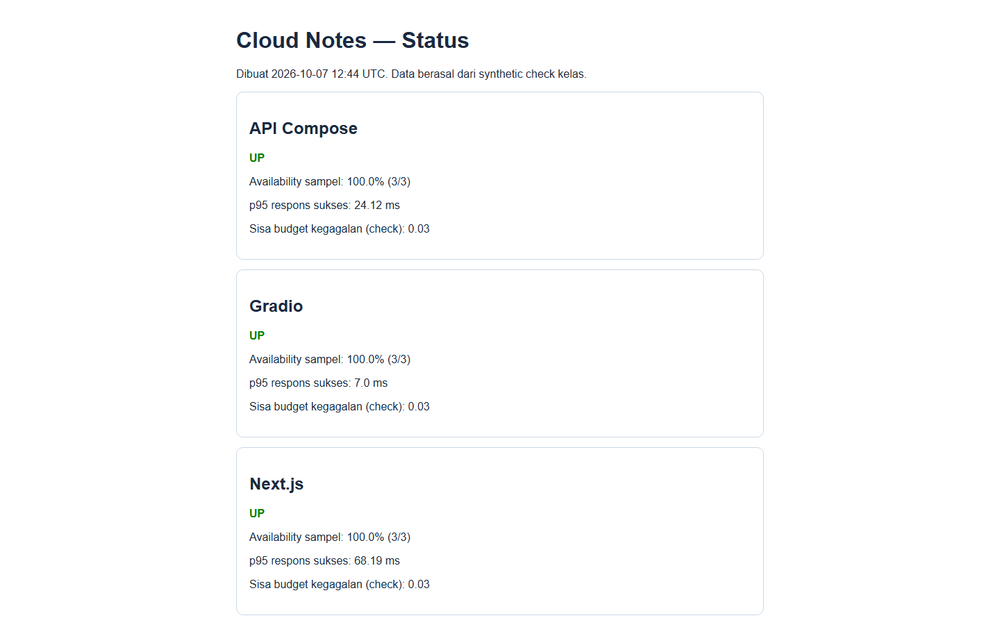 Cloud Notes — Status
Dibuat 2026-10-07 12:44 UTC. Data berasal dari synthetic check kelas.
API Compose
UP
Availability sampel: 100.0% (3/3)
p95 respons sukses: 24.12 ms
Sisa budget kegagalan (check): 0.03
Gradio
UP
Availability sampel: 100.0% (3/3)
p95 respons sukses: 7.0 ms
Sisa budget kegagalan (check): 0.03
Next.js
UP
Availability sampel: 100.0% (3/3)
p95 respons sukses: 68.19 ms
Sisa budget kegagalan (check): 0.03